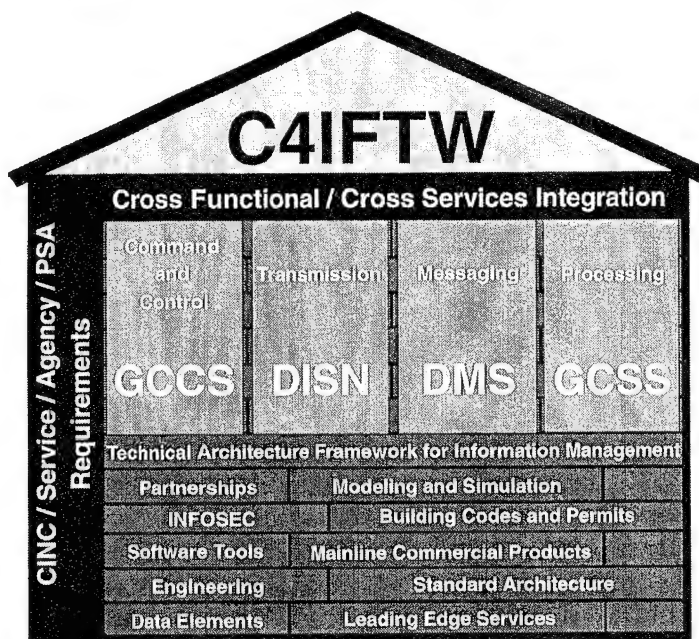 C4IFTW
CINC / Service / Agency / PSA
Requirements
Cross Functional / Cross Services Integration
Command
and
Control
GCCS
Transmission
DISN
Messaging
DMS
Processing
GCSS
Technical Architecture Framework for Information Management
Partnerships
Modeling and Simulation
INFOSEC
Building Codes and Permits
Software Tools
Mainline Commercial Products
Engineering
Standard Architecture
Data Elements
Leading Edge Services